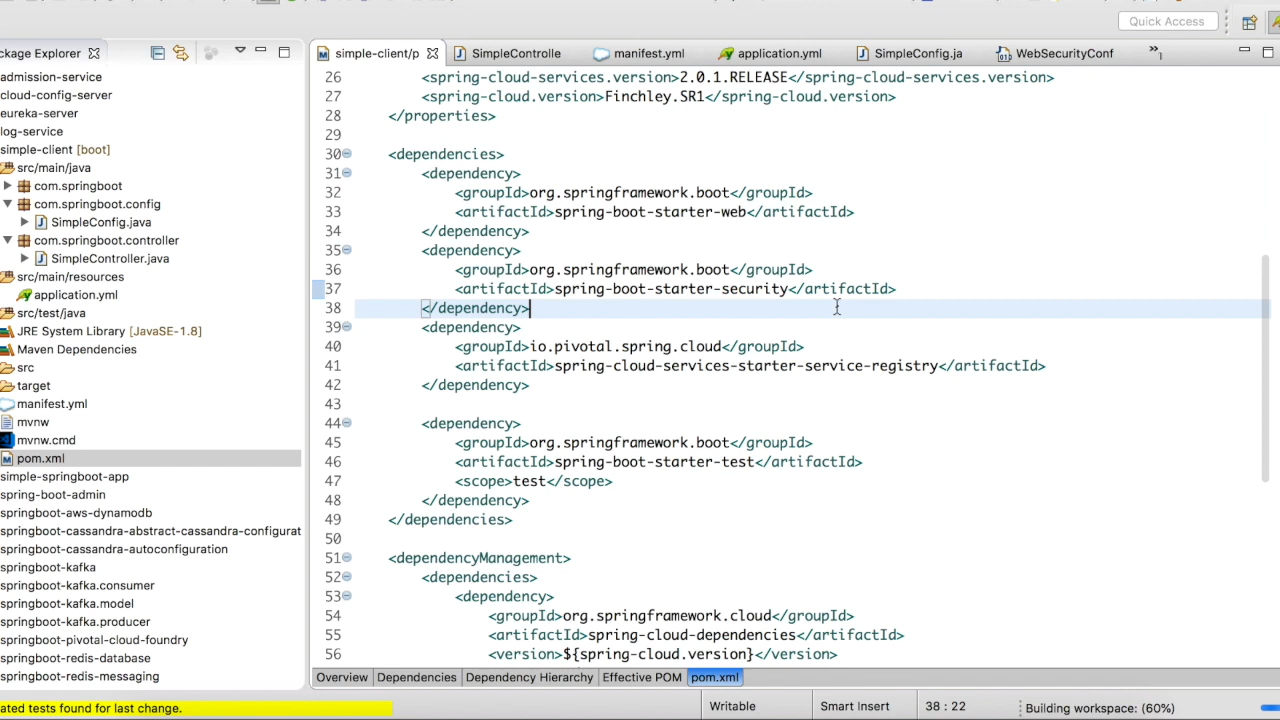 Quick Access
ckage Explorer
simple-client/p
SimpleControlle
manifest.yml
application.yml
SimpleConfig.ja
WebSecurityConf
»1
admission-service
cloud-config-server
eureka-server
log-service
simple-client [boot]
src/main/java
com.springboot
com.springboot.config
SimpleConfig.java
com.springboot.controller
SimpleController.java
src/main/resources
application.yml
src/test/java
JRE System Library [JavaSE-1.8]
Maven Dependencies
src
target
manifest.yml
mvnw
mvnw.cmd
pom.xml
simple-springboot-app
spring-boot-admin
springboot-aws-dynamodb
springboot-cassandra-abstract-cassandra-configurat
springboot-cassandra-autoconfiguration
springboot-kafka
springboot-kafka.consumer
springboot-kafka.model
springboot-kafka.producer
springboot-pivotal-cloud-foundry
springboot-redis-database
springboot-redis-messaging
26 <spring-cloud-services.version>2.0.1.RELEASE</spring-cloud-services.version>
27 <spring-cloud.version>Finchley.SR1</spring-cloud.version>
28 </properties>
29
30 <dependencies>
31 <dependency>
32 <groupId>org.springframework.boot</groupId>
33 <artifactId>spring-boot-starter-web</artifactId>
34 </dependency>
35 <dependency>
36 <groupId>org.springframework.boot</groupId>
37 <artifactId>spring-boot-starter-security</artifactId>
38 </dependency>
39 <dependency>
40 <groupId>io.pivotal.spring.cloud</groupId>
41 <artifactId>spring-cloud-services-starter-service-registry</artifactId>
42 </dependency>
43
44 <dependency>
45 <groupId>org.springframework.boot</groupId>
46 <artifactId>spring-boot-starter-test</artifactId>
47 <scope>test</scope>
48 </dependency>
49 </dependencies>
50
51 <dependencyManagement>
52 <dependencies>
53 <dependency>
54 <groupId>org.springframework.cloud</groupId>
55 <artifactId>spring-cloud-dependencies</artifactId>
56 <version>${spring-cloud.version}</version>
Overview Dependencies Dependency Hierarchy Effective POM pom.xml
ated tests found for last change.
Writable
Smart Insert
38 : 22
Building workspace: (60%)